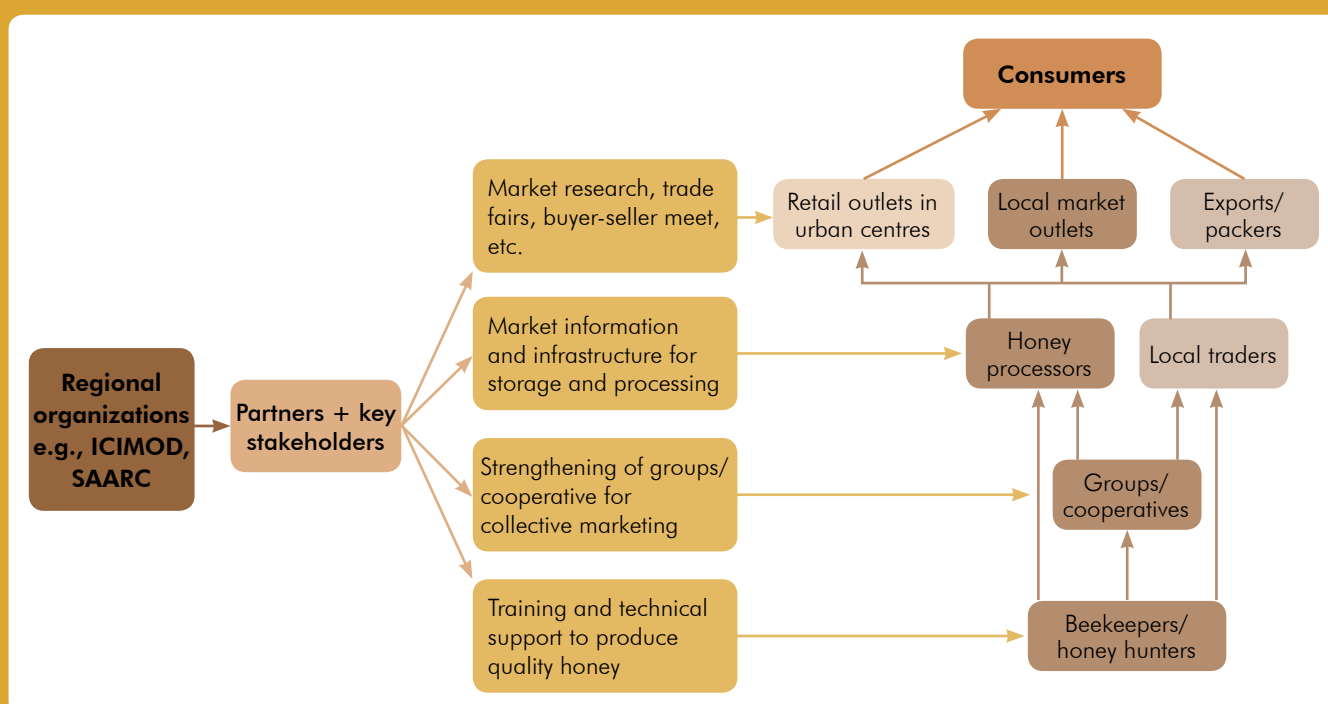 Regional
organizations
e.g., ICIMOD,
SAARC
Partners + key
stakeholders
Market research, trade
fairs, buyer-seller meet,
etc.
Market information
and infrastructure for
storage and processing
Strengthening of groups/
cooperative for
collective marketing
Training and technical
support to produce
quality honey
Consumers
Retail outlets in
urban centres
Local market
outlets
Exports/
packers
Honey
processors
Local traders
Groups/
cooperatives
Beekeepers/
honey hunters